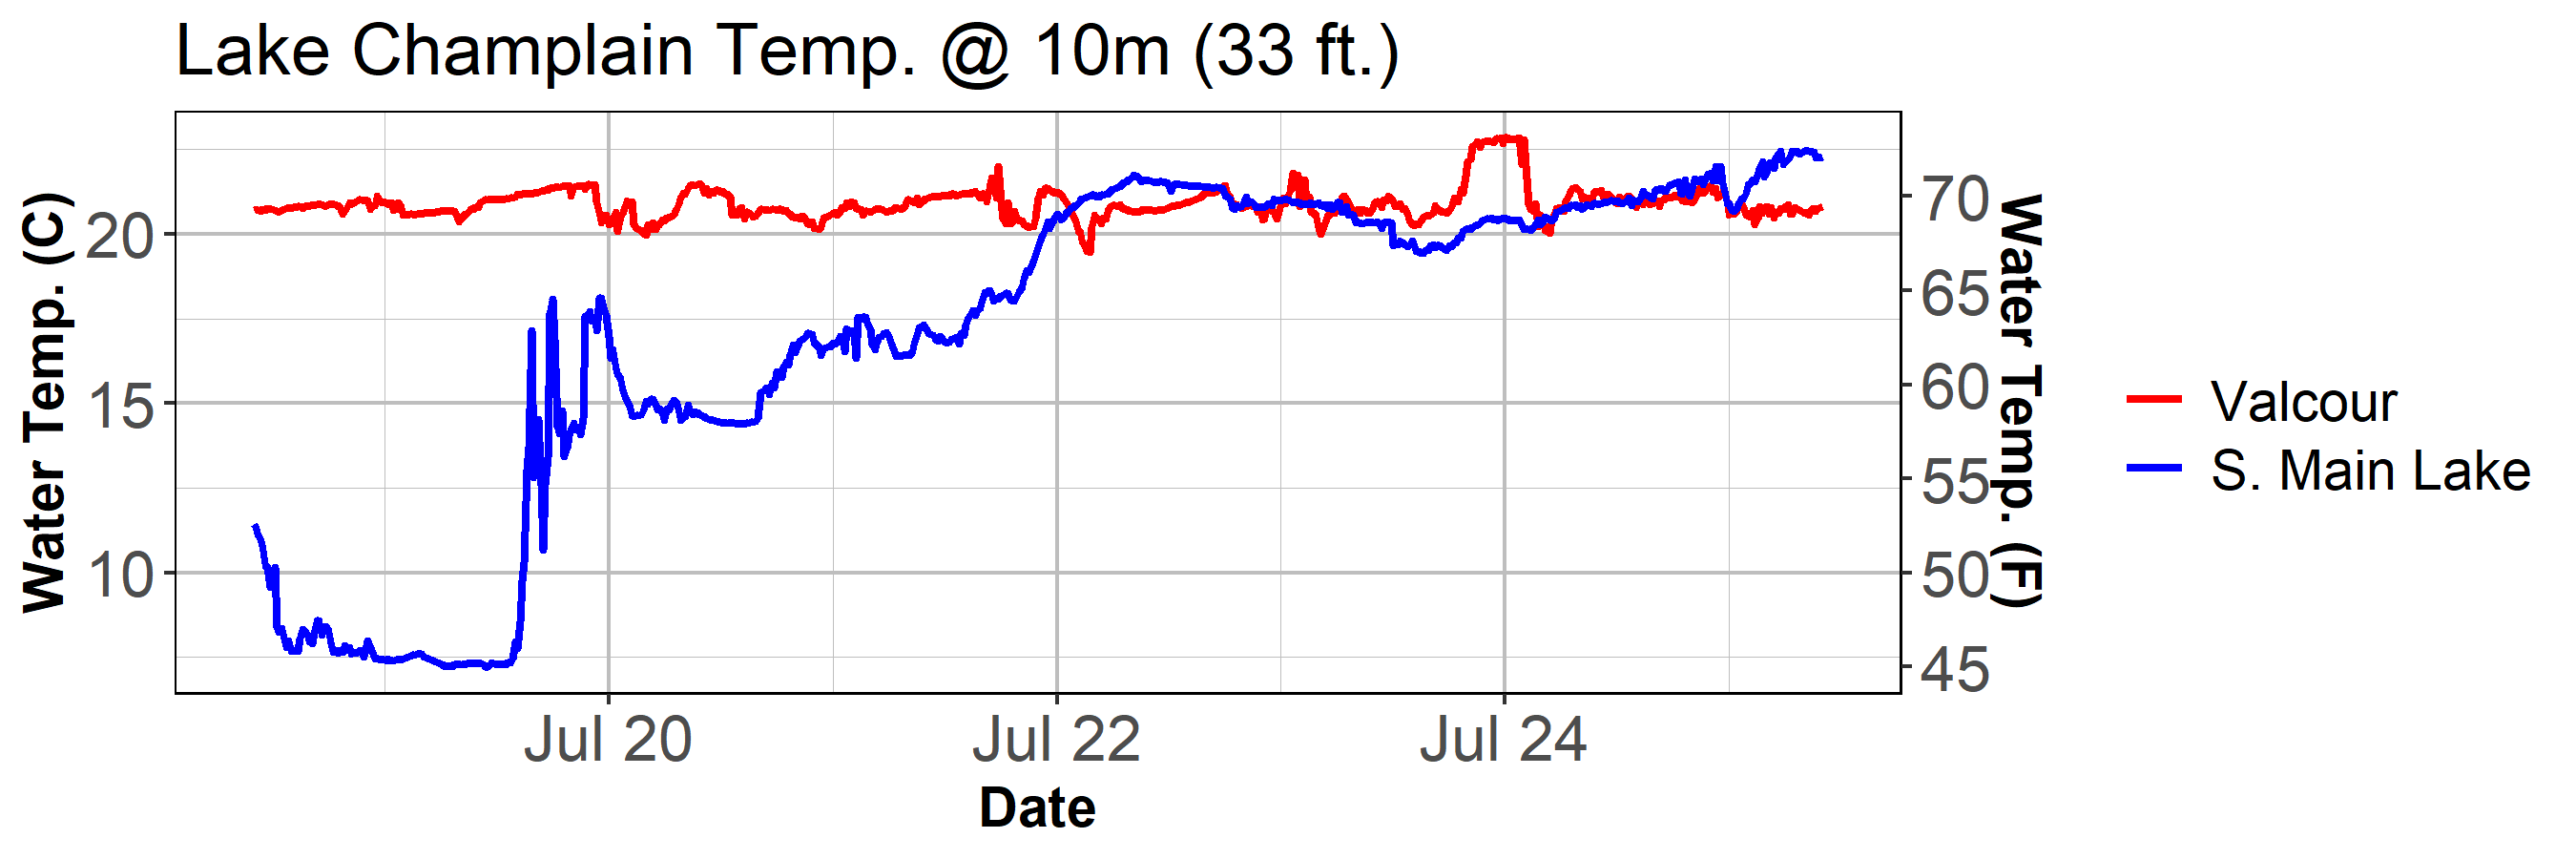 Lake Champlain Temp. @ 10m (33 ft.)
Water Temp. (C)
20
15
10
70
65
60
55
50
45
Water Temp. (F)
Jul 20
Jul 22
Jul 24
Date
Valcour
S. Main Lake